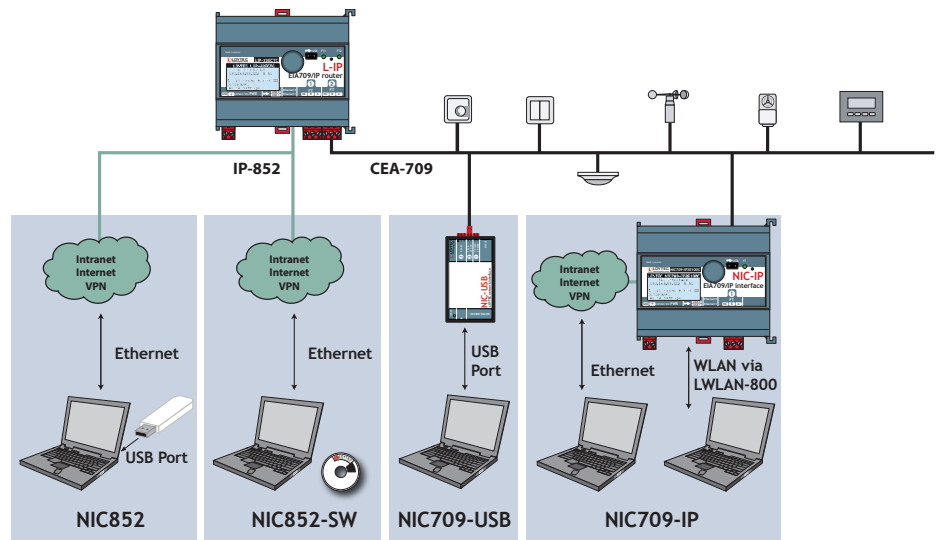 L-IP
EIA709/IP router
IP-852
CEA-709
Intranet
Internet
VPN
Intranet
Internet
VPN
NIC-USB
Intranet
Internet
VPN
NIC-IP
EIA709/IP interface
Ethernet
Ethernet
USB
Port
Ethernet
WLAN via
LWLAN-800
USB Port
NIC852
NIC852-SW
NIC709-USB
NIC709-IP